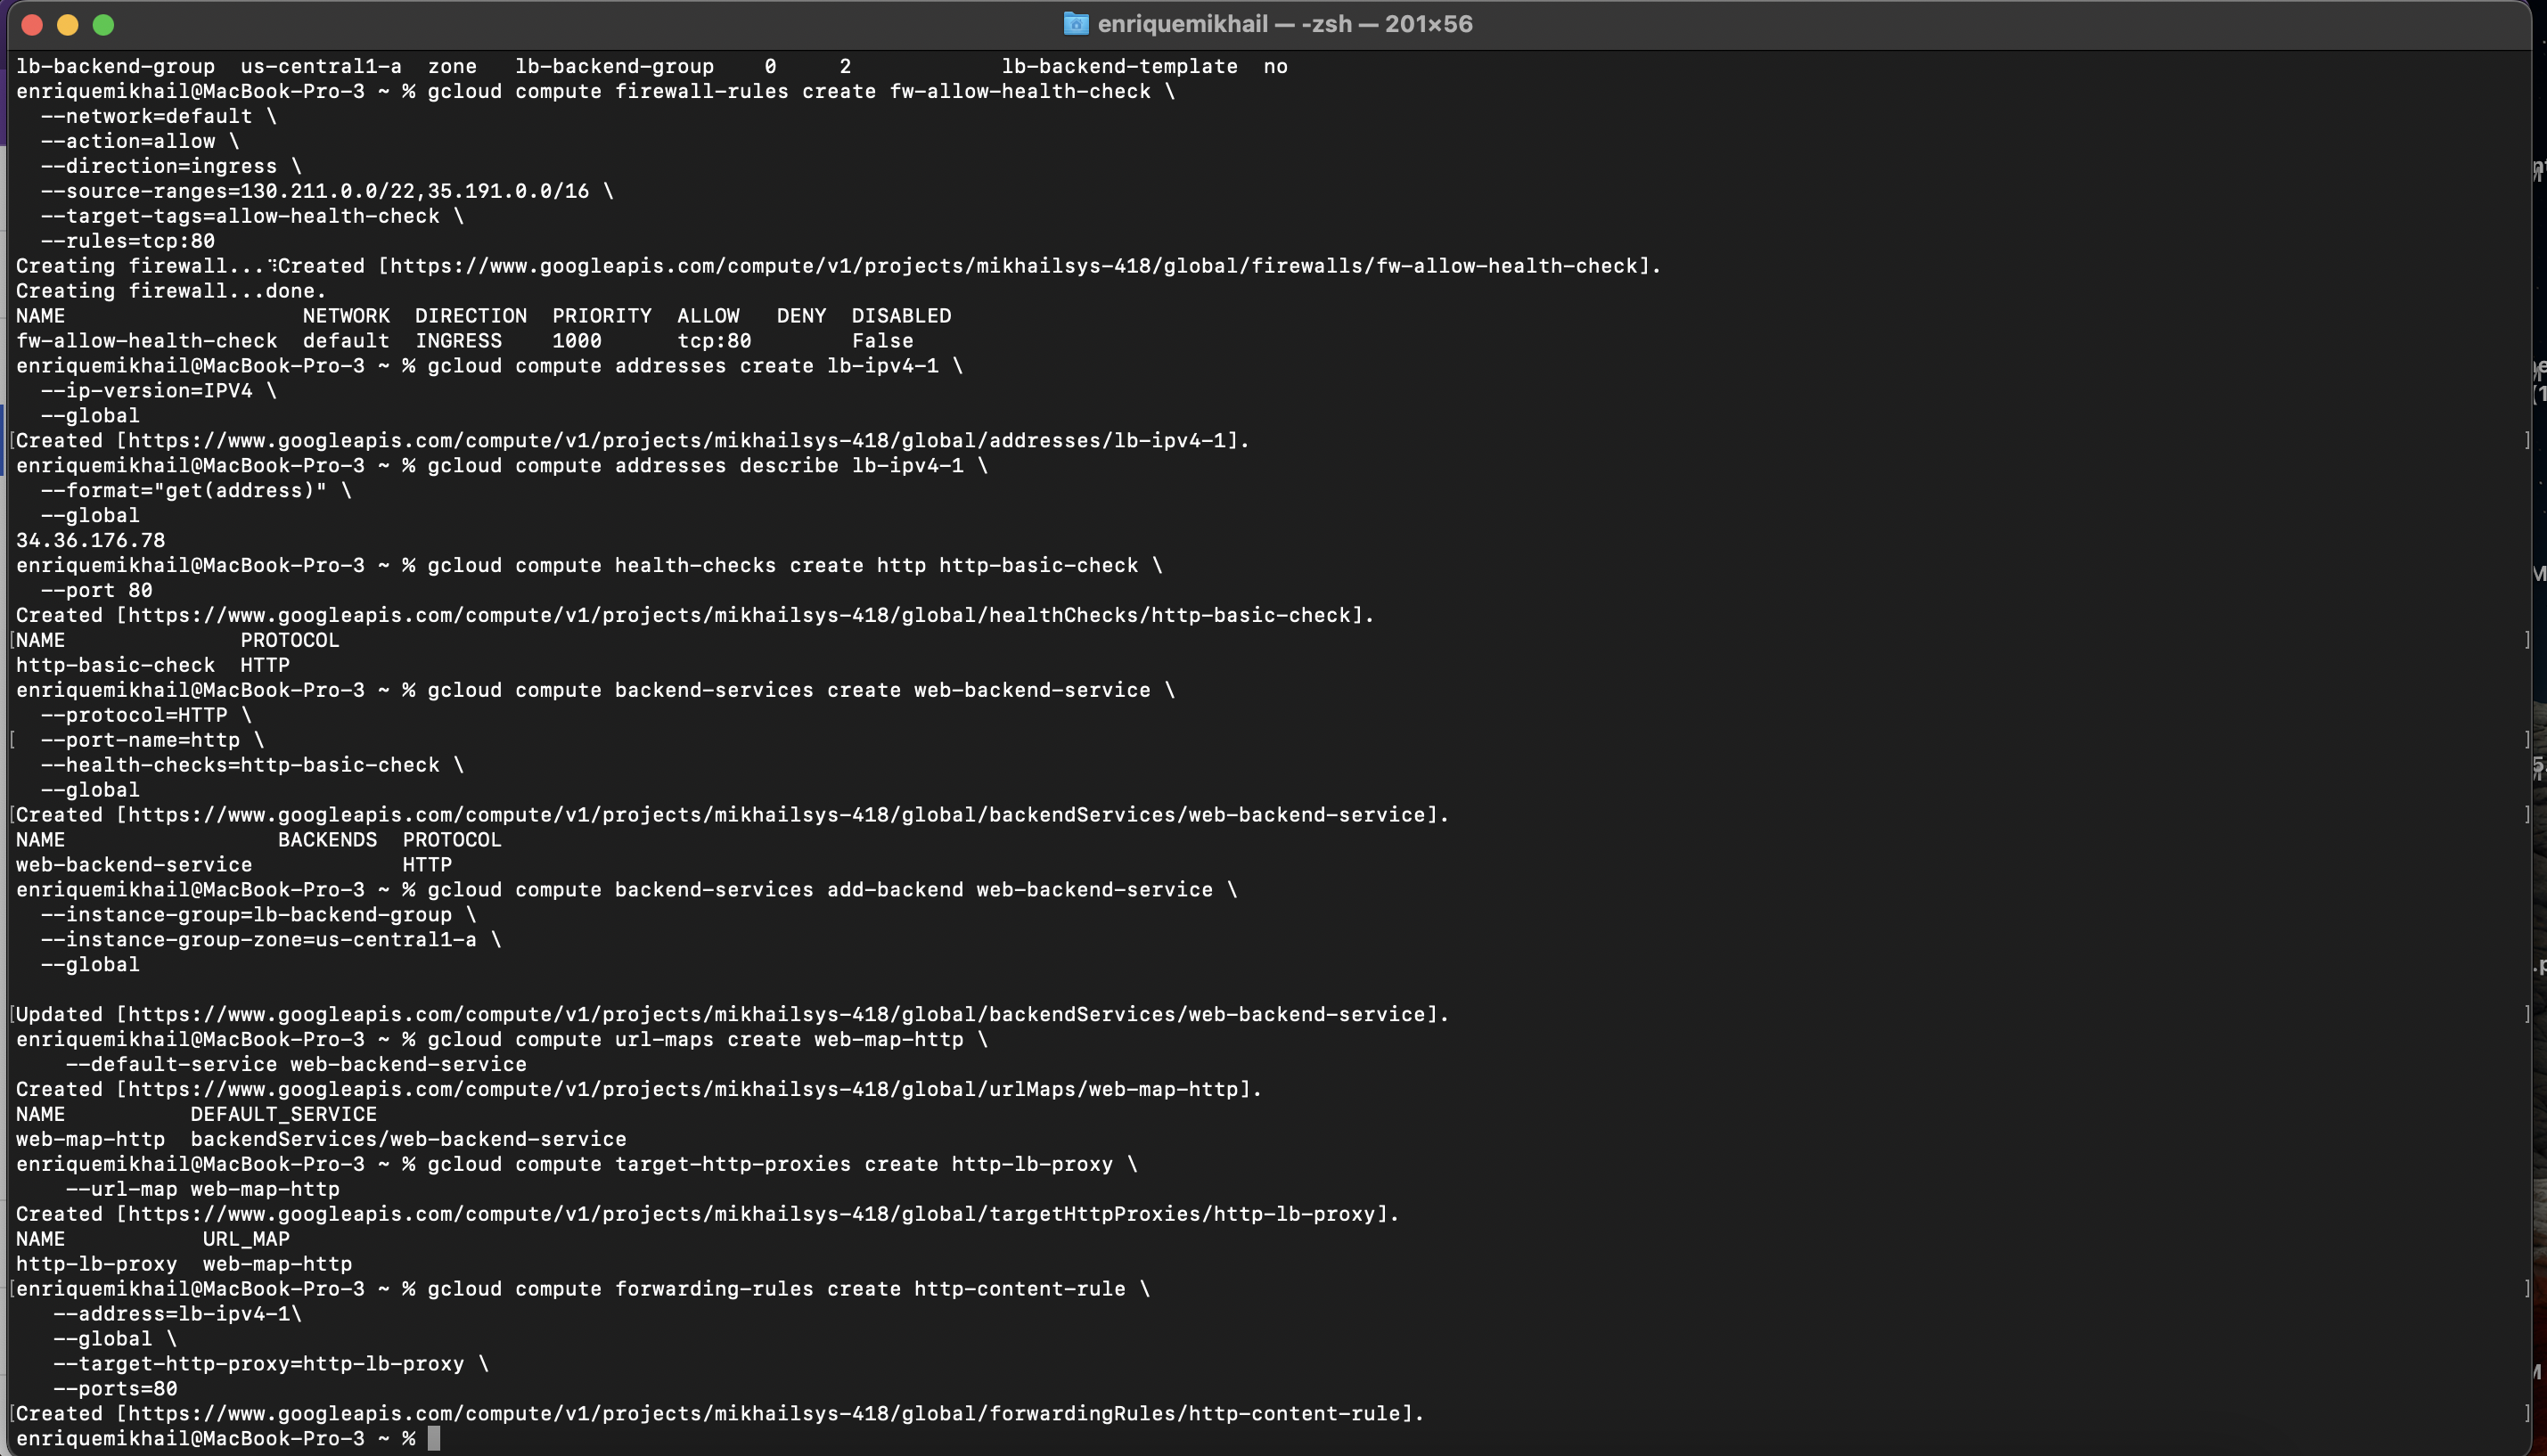 enriquemikhail — -zsh — 201×56
lb-backend-group  us-central1-a  zone   lb-backend-group    0     2            lb-backend-template  no
enriquemikhail@MacBook-Pro-3 ~ % gcloud compute firewall-rules create fw-allow-health-check \
  --network=default \
  --action=allow \
  --direction=ingress \
  --source-ranges=130.211.0.0/22,35.191.0.0/16 \
  --target-tags=allow-health-check \
  --rules=tcp:80
Creating firewall...⠹Created [https://www.googleapis.com/compute/v1/projects/mikhailsys-418/global/firewalls/fw-allow-health-check].
Creating firewall...done.
NAME                   NETWORK  DIRECTION  PRIORITY  ALLOW   DENY  DISABLED
fw-allow-health-check  default  INGRESS    1000      tcp:80        False
enriquemikhail@MacBook-Pro-3 ~ % gcloud compute addresses create lb-ipv4-1 \
  --ip-version=IPV4 \
  --global
[Created [https://www.googleapis.com/compute/v1/projects/mikhailsys-418/global/addresses/lb-ipv4-1]. ]
enriquemikhail@MacBook-Pro-3 ~ % gcloud compute addresses describe lb-ipv4-1 \
  --format="get(address)" \
  --global
34.36.176.78
enriquemikhail@MacBook-Pro-3 ~ % gcloud compute health-checks create http http-basic-check \
  --port 80
Created [https://www.googleapis.com/compute/v1/projects/mikhailsys-418/global/healthChecks/http-basic-check].
[NAME              PROTOCOL ]
http-basic-check  HTTP
enriquemikhail@MacBook-Pro-3 ~ % gcloud compute backend-services create web-backend-service \
  --protocol=HTTP \
[  --port-name=http \ ]
  --health-checks=http-basic-check \
  --global
[Created [https://www.googleapis.com/compute/v1/projects/mikhailsys-418/global/backendServices/web-backend-service]. ]
NAME                 BACKENDS  PROTOCOL
web-backend-service            HTTP
enriquemikhail@MacBook-Pro-3 ~ % gcloud compute backend-services add-backend web-backend-service \
  --instance-group=lb-backend-group \
  --instance-group-zone=us-central1-a \
  --global
[Updated [https://www.googleapis.com/compute/v1/projects/mikhailsys-418/global/backendServices/web-backend-service]. ]
enriquemikhail@MacBook-Pro-3 ~ % gcloud compute url-maps create web-map-http \
    --default-service web-backend-service
Created [https://www.googleapis.com/compute/v1/projects/mikhailsys-418/global/urlMaps/web-map-http].
NAME          DEFAULT_SERVICE
web-map-http  backendServices/web-backend-service
enriquemikhail@MacBook-Pro-3 ~ % gcloud compute target-http-proxies create http-lb-proxy \
    --url-map web-map-http
Created [https://www.googleapis.com/compute/v1/projects/mikhailsys-418/global/targetHttpProxies/http-lb-proxy].
NAME           URL_MAP
http-lb-proxy  web-map-http
[enriquemikhail@MacBook-Pro-3 ~ % gcloud compute forwarding-rules create http-content-rule \ ]
   --address=lb-ipv4-1\
   --global \
   --target-http-proxy=http-lb-proxy \
   --ports=80
[Created [https://www.googleapis.com/compute/v1/projects/mikhailsys-418/global/forwardingRules/http-content-rule]. ]
enriquemikhail@MacBook-Pro-3 ~ %